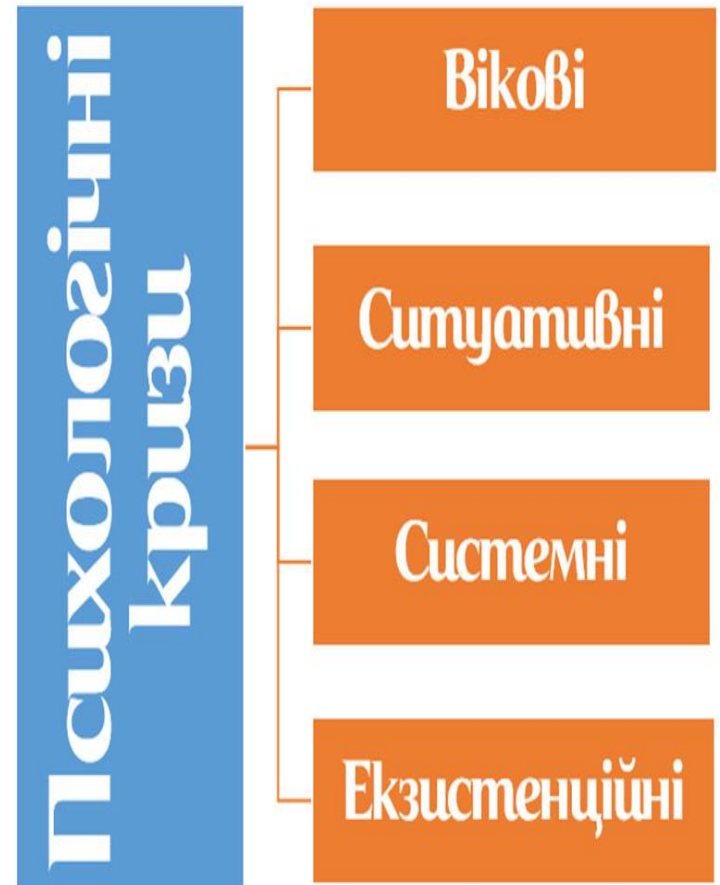 Психологічні
кризи
Вікові
Ситуативні
Системні
Екзистенційні